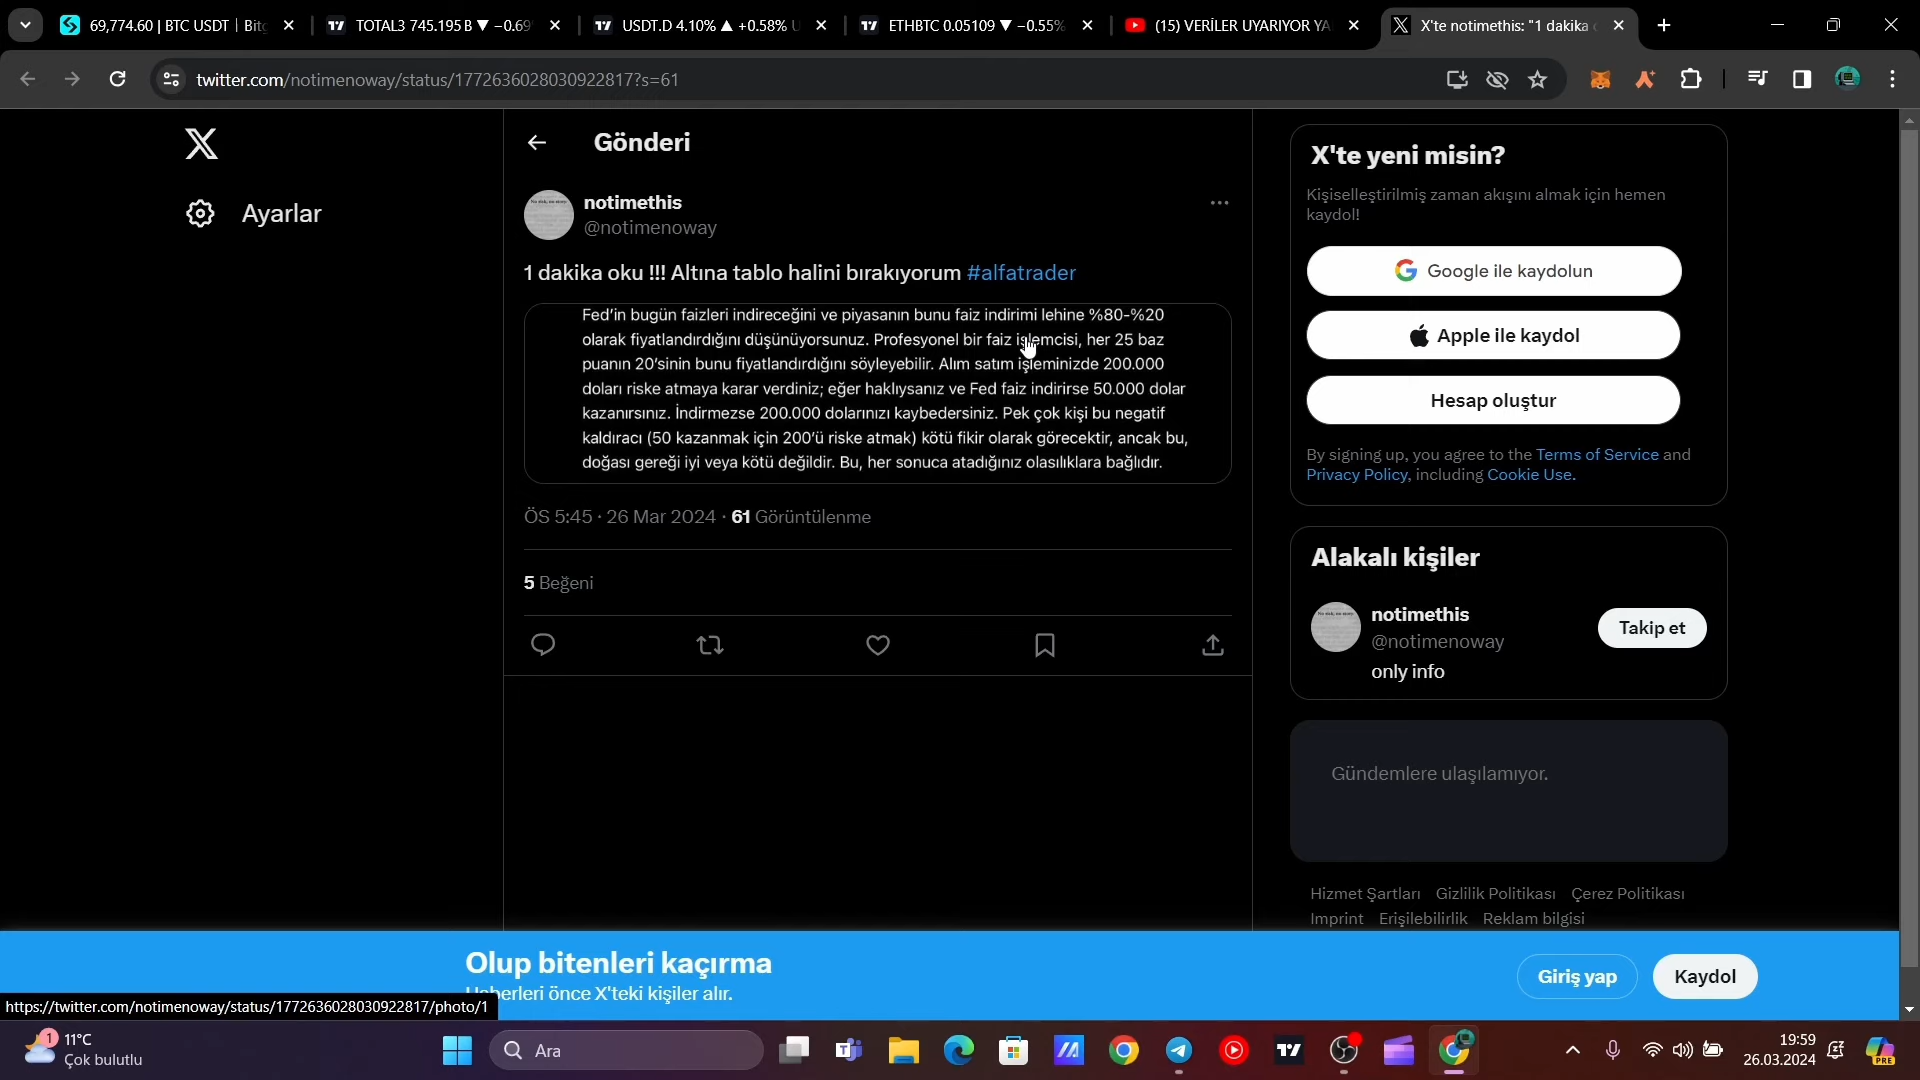 69,774.60 | BTC USDT | Bitg
TOTAL3 745.195 B ▼ −0.69
USDT.D 4.10% ▲ +0.58% U
ETHBTC 0.05109 ▼ −0.55%
(15) VERİLER UYARIYOR YA
X'te notimethis: "1 dakika o
twitter.com/notimenoway/status/1772636028030922817?s=61
Ayarlar
Gönderi
notimethis
@notimenoway
1 dakika oku !!! Altına tablo halini bırakıyorum #alfatrader
Fed'in bugün faizleri indireceğini ve piyasanın bunu faiz indirimi lehine %80-%20
olarak fiyatlandırdığını düşünüyorsunuz. Profesyonel bir faiz işlemcisi, her 25 baz
puanın 20'sinin bunu fiyatlandırdığını söyleyebilir. Alım satım işleminizde 200.000
doları riske atmaya karar verdiniz; eğer haklıysanız ve Fed faiz indirirse 50.000 dolar
kazanırsınız. İndirmezse 200.000 dolarınızı kaybedersiniz. Pek çok kişi bu negatif
kaldıracı (50 kazanmak için 200'ü riske atmak) kötü fikir olarak görecektir, ancak bu,
doğası gereği iyi veya kötü değildir. Bu, her sonuca atadığınız olasılıklara bağlıdır.
ÖS 5:45 · 26 Mar 2024 · 61 Görüntülenme
5 Beğeni
X'te yeni misin?
Kişiselleştirilmiş zaman akışını almak için hemen
kaydol!
Google ile kaydolun
Apple ile kaydol
Hesap oluştur
By signing up, you agree to the Terms of Service and
Privacy Policy, including Cookie Use.
Alakalı kişiler
notimethis
@notimenoway
only info
Takip et
Gündemlere ulaşılamıyor.
Hizmet Şartları Gizlilik Politikası Çerez Politikası
Imprint Erişilebilirlik Reklam bilgisi
Olup bitenleri kaçırma
Haberleri önce X'teki kişiler alır.
Giriş yap
Kaydol
https://twitter.com/notimenoway/status/1772636028030922817/photo/1
1
11°C
Çok bulutlu
Ara
19:59
26.03.2024
PRE